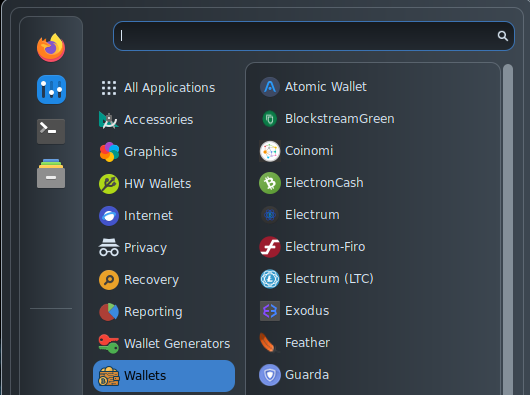 All Applications
Accessories
Graphics
HW Wallets
Internet
Privacy
Recovery
Reporting
Wallet Generators
Wallets
Atomic Wallet
BlockstreamGreen
Coinomi
ElectronCash
Electrum
Electrum-Firo
Electrum (LTC)
Exodus
Feather
Guarda